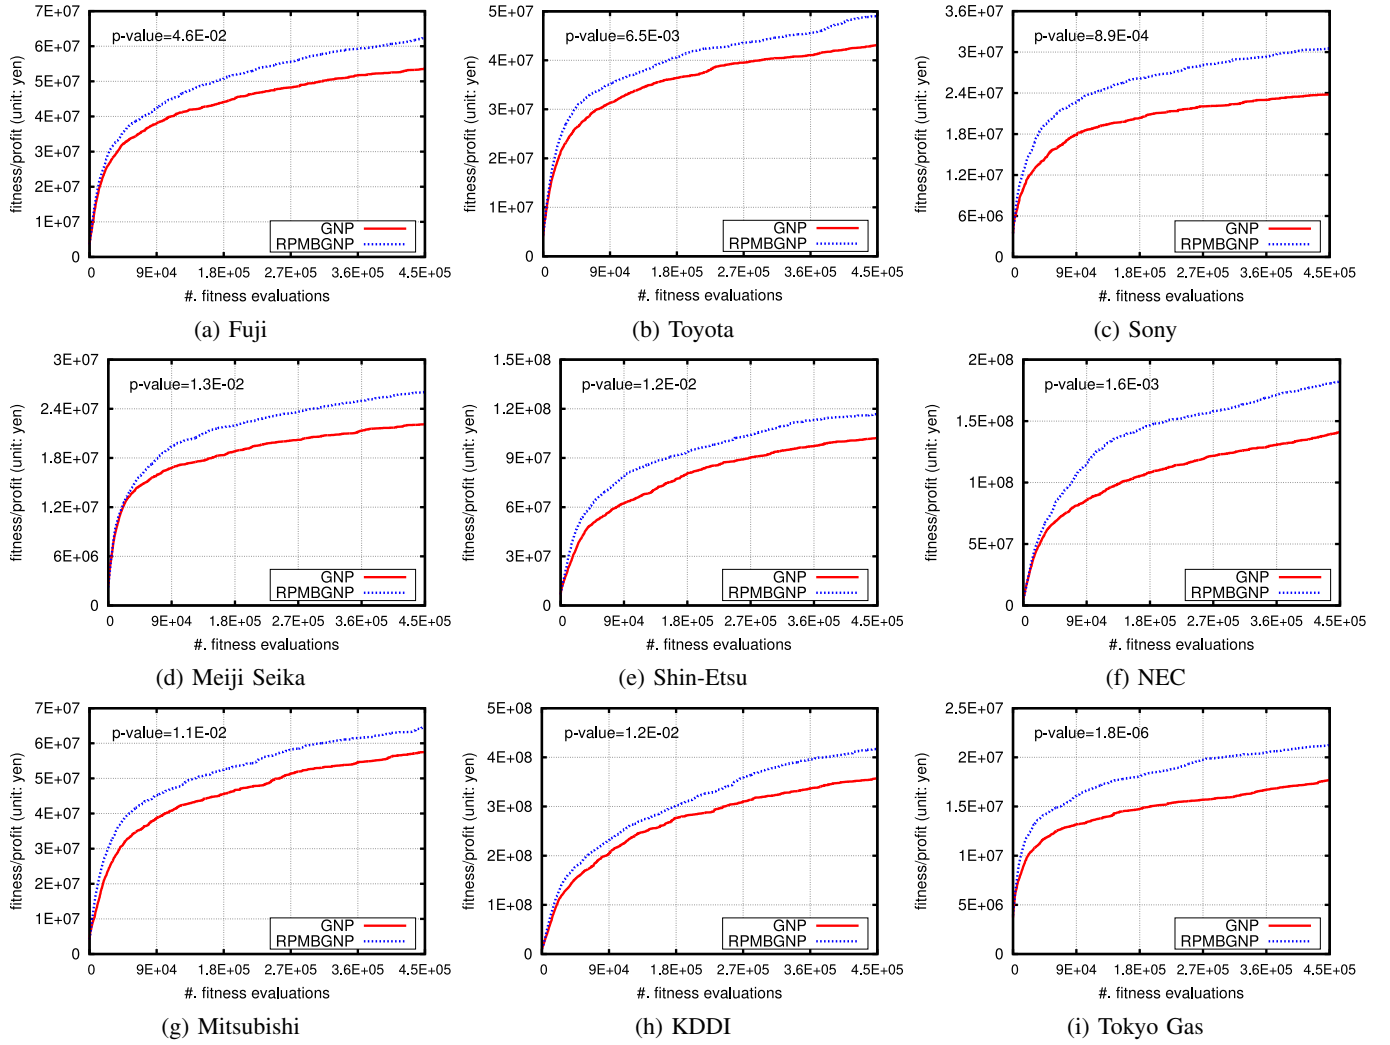 fitness/profit (unit: yen)
7E+07
6E+07
5E+07
4E+07
3E+07
2E+07
1E+07
0
p-value=4.6E-02
GNP
RPMBGNP
0 9E+04 1.8E+05 2.7E+05 3.6E+05 4.5E+05
#. fitness evaluations
(a) Fuji
fitness/profit (unit: yen)
5E+07
4E+07
3E+07
2E+07
1E+07
0
p-value=6.5E-03
GNP
RPMBGNP
0 9E+04 1.8E+05 2.7E+05 3.6E+05 4.5E+05
#. fitness evaluations
(b) Toyota
fitness/profit (unit: yen)
3.6E+07
3E+07
2.4E+07
1.8E+07
1.2E+07
6E+06
0
p-value=8.9E-04
GNP
RPMBGNP
0 9E+04 1.8E+05 2.7E+05 3.6E+05 4.5E+05
#. fitness evaluations
(c) Sony
fitness/profit (unit: yen)
3E+07
2.4E+07
1.8E+07
1.2E+07
6E+06
0
p-value=1.3E-02
GNP
RPMBGNP
0 9E+04 1.8E+05 2.7E+05 3.6E+05 4.5E+05
#. fitness evaluations
(d) Meiji Seika
fitness/profit (unit: yen)
1.5E+08
1.2E+08
9E+07
6E+07
3E+07
0
p-value=1.2E-02
GNP
RPMBGNP
0 9E+04 1.8E+05 2.7E+05 3.6E+05 4.5E+05
#. fitness evaluations
(e) Shin-Etsu
fitness/profit (unit: yen)
2E+08
1.5E+08
1E+08
5E+07
0
p-value=1.6E-03
GNP
RPMBGNP
0 9E+04 1.8E+05 2.7E+05 3.6E+05 4.5E+05
#. fitness evaluations
(f) NEC
fitness/profit (unit: yen)
7E+07
6E+07
5E+07
4E+07
3E+07
2E+07
1E+07
0
p-value=1.1E-02
GNP
RPMBGNP
0 9E+04 1.8E+05 2.7E+05 3.6E+05 4.5E+05
#. fitness evaluations
(g) Mitsubishi
fitness/profit (unit: yen)
5E+08
4E+08
3E+08
2E+08
1E+08
0
p-value=1.2E-02
GNP
RPMBGNP
0 9E+04 1.8E+05 2.7E+05 3.6E+05 4.5E+05
#. fitness evaluations
(h) KDDI
fitness/profit (unit: yen)
2.5E+07
2E+07
1.5E+07
1E+07
5E+06
0
p-value=1.8E-06
GNP
RPMBGNP
0 9E+04 1.8E+05 2.7E+05 3.6E+05 4.5E+05
#. fitness evaluations
(i) Tokyo Gas